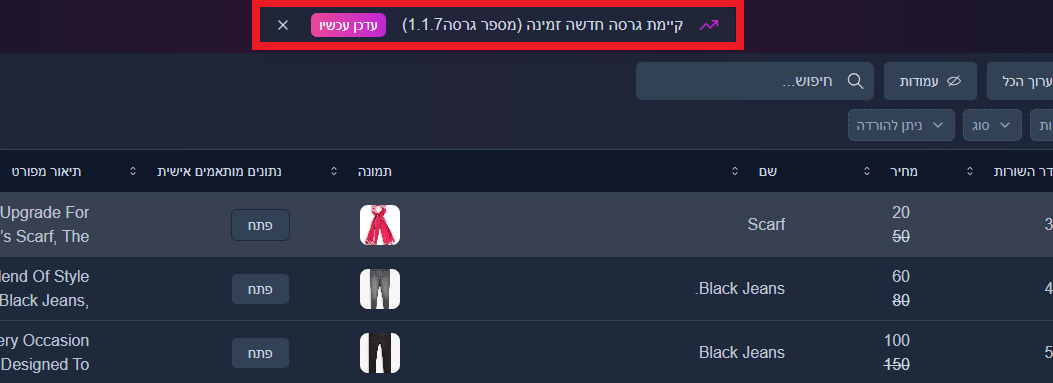 קיימת גרסה חדשה זמינה (מספר גרסה1.1.7) עדכן עכשיו
ערוך הכל עמודות חיפוש...
סוג ניתן להורדה
דר השורות מחיר שם תמונה נתונים מותאמים אישית תיאור מפורט
3 20 Scarf פתח Upgrade For
50 's Scarf, The
4 60 Black Jeans. פתח lend Of Style
80 Black Jeans,
5 100 Black Jeans פתח ery Occasion
150 Designed To